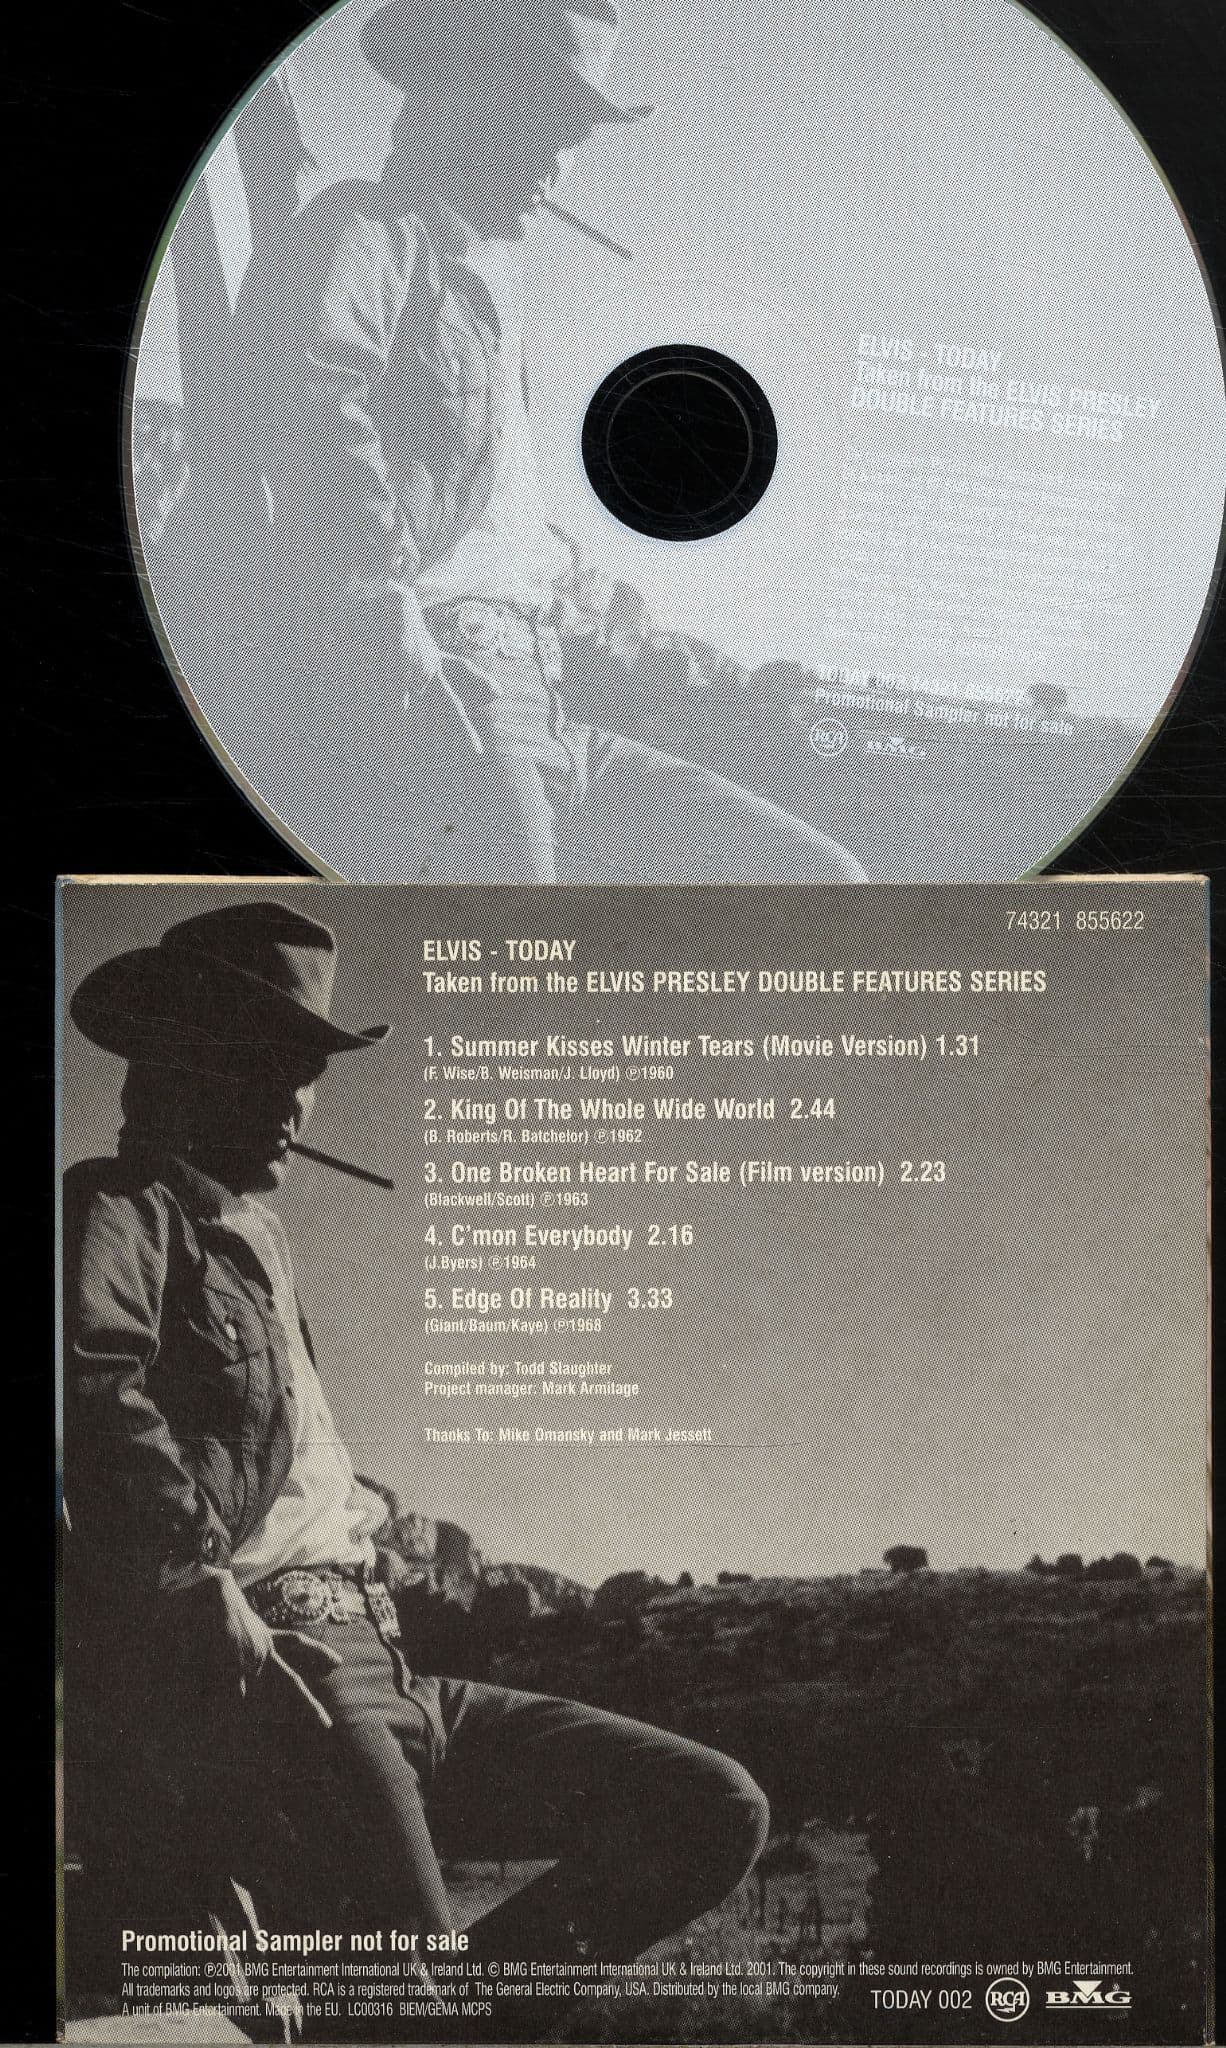 ELVIS - TODAY
Taken from the ELVIS PRESLEY
DOUBLE FEATURES SERIES
TODAY 002 74321 855622
Promotional Sampler not for sale
RCA BMG
74321 855622
ELVIS - TODAY
Taken from the ELVIS PRESLEY DOUBLE FEATURES SERIES
1. Summer Kisses Winter Tears (Movie Version) 1.31
(F. Wise/B. Weisman/J. Lloyd) ℗1960
2. King Of The Whole Wide World 2.44
(B. Roberts/R. Batchelor) ℗1962
3. One Broken Heart For Sale (Film version) 2.23
(Blackwell/Scott) ℗1963
4. C'mon Everybody 2.16
(J.Byers) ℗1964
5. Edge Of Reality 3.33
(Giant/Baum/Kaye) ℗1968
Compiled by: Todd Slaughter
Project manager: Mark Armitage
Thanks To: Mike Omansky and Mark Jessett
Promotional Sampler not for sale
The compilation: ℗2001 BMG Entertainment International UK & Ireland Ltd. © BMG Entertainment International UK & Ireland Ltd. 2001. The copyright in these sound recordings is owned by BMG Entertainment.
All trademarks and logos are protected. RCA is a registered trademark of The General Electric Company, USA. Distributed by the local BMG company.
A unit of BMG Entertainment. Made in the EU. LC00316 BIEM/GEMA MCPS
TODAY 002 RCA BMG